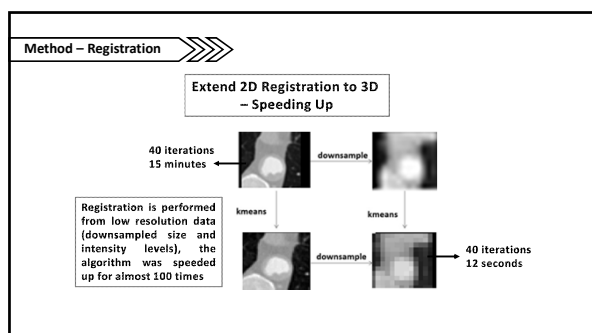 Method – Registration
Extend 2D Registration to 3D
– Speeding Up
40 iterations
15 minutes
downsample
kmeans
kmeans
Registration is performed
from low resolution data
(downsampled size and
intensity levels), the
algorithm was speeded
up for almost 100 times
downsample
40 iterations
12 seconds